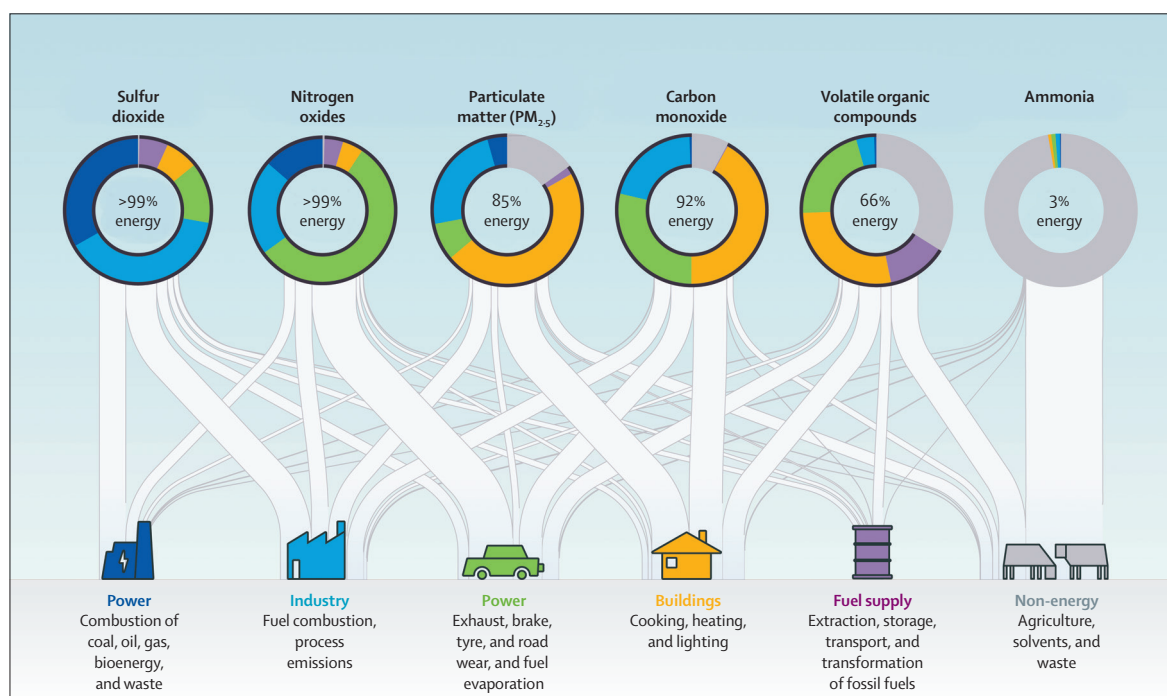 Sulfur
dioxide
Nitrogen
oxides
Particulate
matter (PM2·5)
Carbon
monoxide
Volatile organic
compounds
Ammonia
>99%
energy
>99%
energy
85%
energy
92%
energy
66%
energy
3%
energy
Power
Combustion of
coal, oil, gas,
bioenergy,
and waste
Industry
Fuel combustion,
process
emissions
Power
Exhaust, brake,
tyre, and road
wear, and fuel
evaporation
Buildings
Cooking, heating,
and lighting
Fuel supply
Extraction, storage,
transport, and
transformation
of fossil fuels
Non-energy
Agriculture,
solvents, and
waste